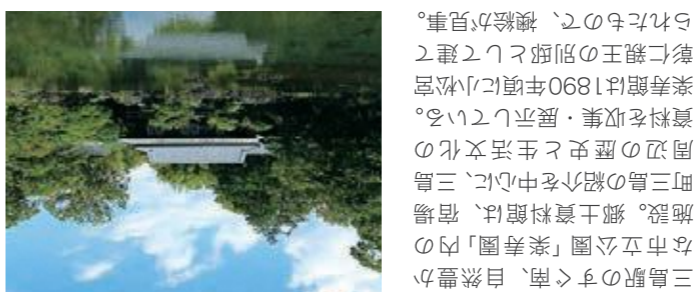 三島駅のすぐ南、自然豊か
な市立公園「楽寿園」内の
施設。郷土資料館は、宿場
町三島の紹介を中心に、三島
周辺の歴史と生活文化の
資料を収集・展示している。
楽寿館は1890年頃に小松宮
彰仁親王の別邸として建て
られたもので、襖絵が見事。